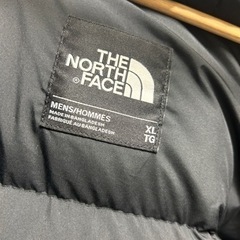 THE
NORTH
FACE
MENS/HOMMES
MADE IN BANGLADESH
FABRIQUÉ AU BANGLADESH
XL
TG